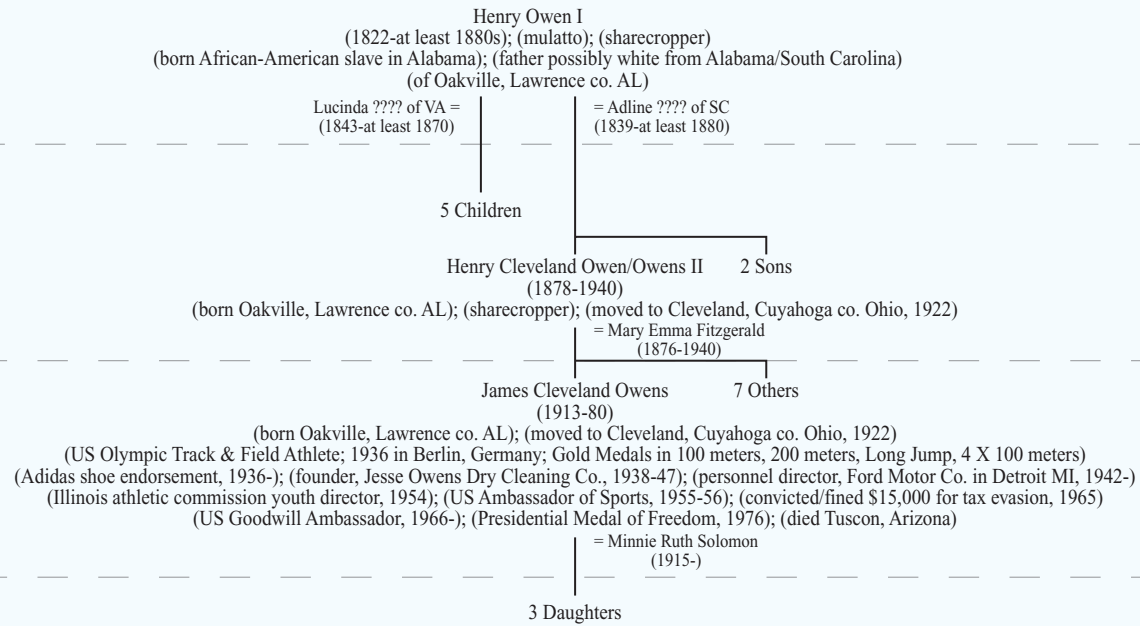 Henry Owen I
(1822-at least 1880s); (mulatto); (sharecropper)
(born African-American slave in Alabama); (father possibly white from Alabama/South Carolina)
(of Oakville, Lawrence co. AL)
Lucinda ???? of VA =
(1843-at least 1870)
= Adline ???? of SC
(1839-at least 1880)
5 Children
Henry Cleveland Owen/Owens II
2 Sons
(1878-1940)
(born Oakville, Lawrence co. AL); (sharecropper); (moved to Cleveland, Cuyahoga co. Ohio, 1922)
= Mary Emma Fitzgerald
(1876-1940)
James Cleveland Owens
7 Others
(1913-80)
(born Oakville, Lawrence co. AL); (moved to Cleveland, Cuyahoga co. Ohio, 1922)
(US Olympic Track & Field Athlete; 1936 in Berlin, Germany; Gold Medals in 100 meters, 200 meters, Long Jump, 4 X 100 meters)
(Adidas shoe endorsement, 1936-); (founder, Jesse Owens Dry Cleaning Co., 1938-47); (personnel director, Ford Motor Co. in Detroit MI, 1942-)
(Illinois athletic commission youth director, 1954); (US Ambassador of Sports, 1955-56); (convicted/fined $15,000 for tax evasion, 1965)
(US Goodwill Ambassador, 1966-); (Presidential Medal of Freedom, 1976); (died Tuscon, Arizona)
= Minnie Ruth Solomon
(1915-)
3 Daughters